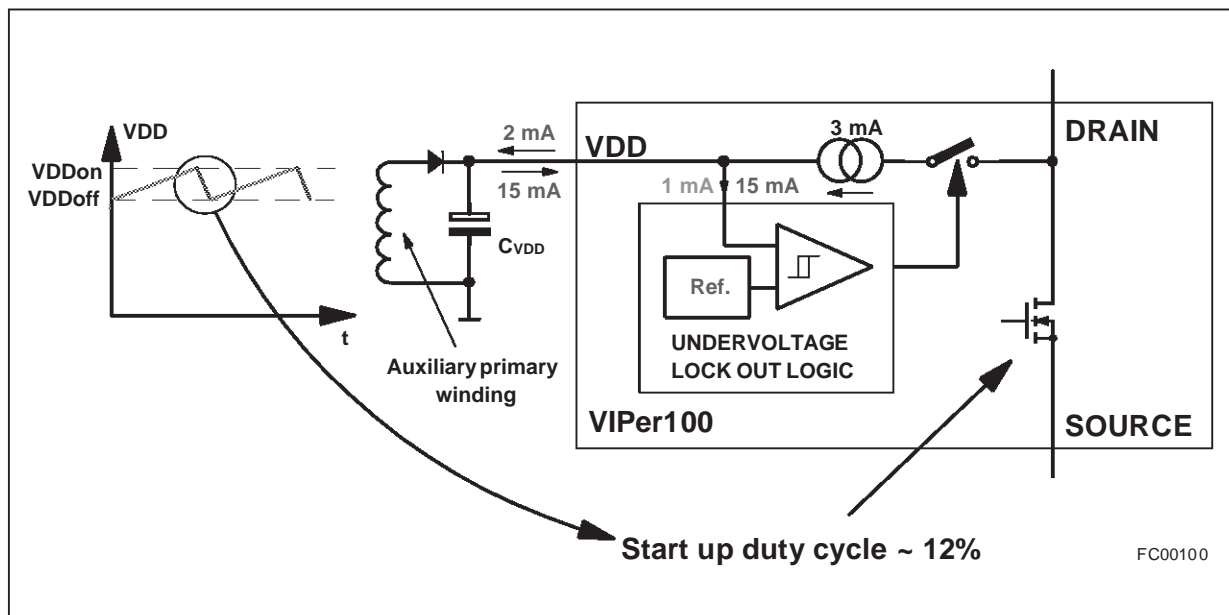 VDD
VDDon
VDDoff
t
2 mA
15 mA
CVDD
Auxiliary primary
winding
VDD
3 mA
1 mA
15 mA
Ref.
UNDERVOLTAGE
LOCK OUT LOGIC
VIPer100
DRAIN
SOURCE
Start up duty cycle ~ 12%
FC00100